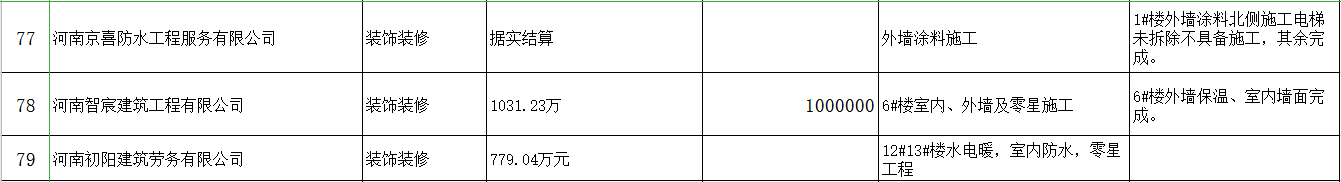 77 河南京喜防水工程服务有限公司 装饰装修 据实结算 外墙涂料施工 1#楼外墙涂料北侧施工电梯
未拆除不具备施工，其余完
成。
78 河南智宸建筑工程有限公司 装饰装修 1031.23万 1000000 6#楼室内、外墙及零星施工 6#楼外墙保温、室内墙面完
成。
79 河南初阳建筑劳务有限公司 装饰装修 779.04万元 12#13#楼水电暖，室内防水，零星
工程